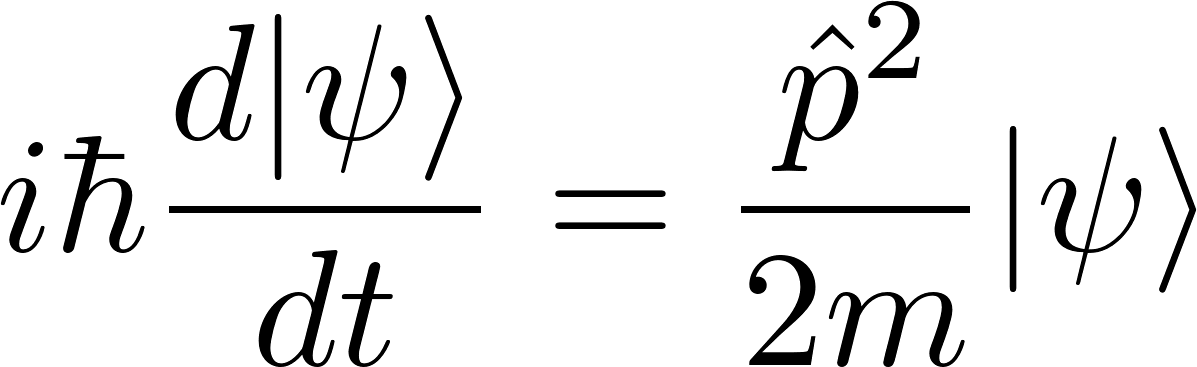 iħ d|ψ⟩/dt = p̂²/2m |ψ⟩